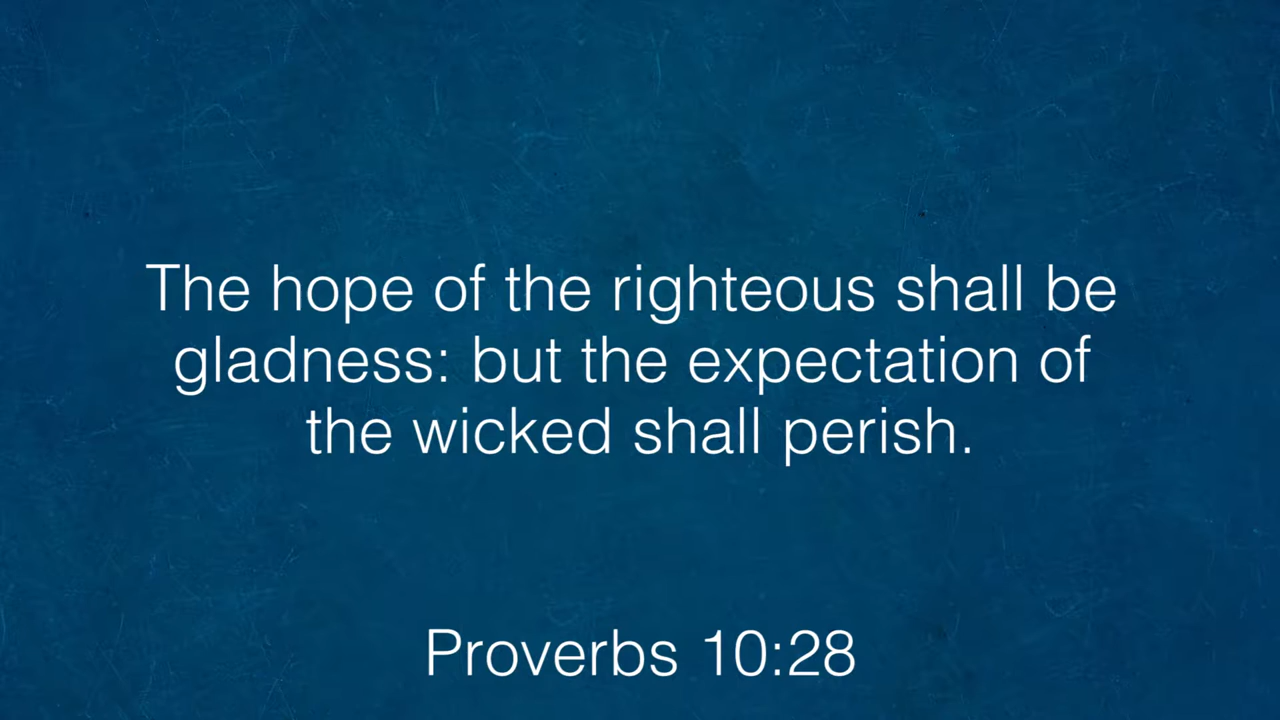 The hope of the righteous shall be
gladness: but the expectation of
the wicked shall perish.
Proverbs 10:28